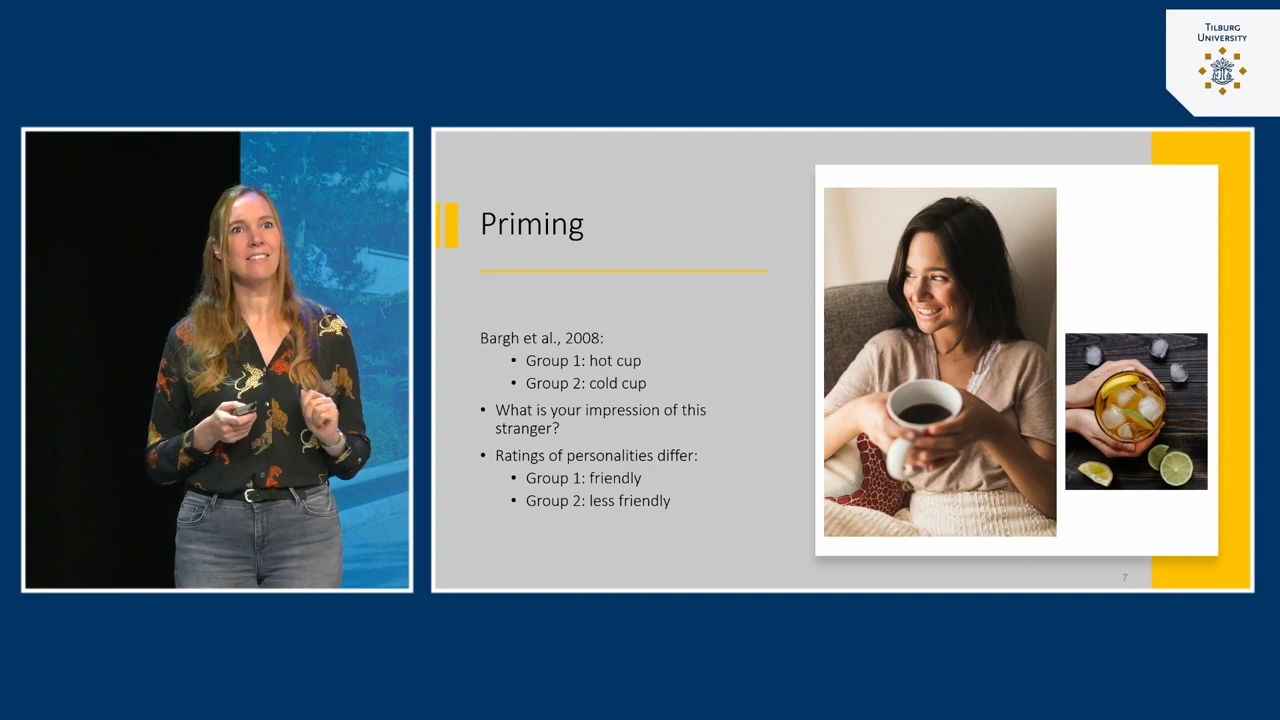 TILBURG
UNIVERSITY
Priming
Bargh et al., 2008:
• Group 1: hot cup
• Group 2: cold cup
• What is your impression of this
stranger?
• Ratings of personalities differ:
• Group 1: friendly
• Group 2: less friendly
7